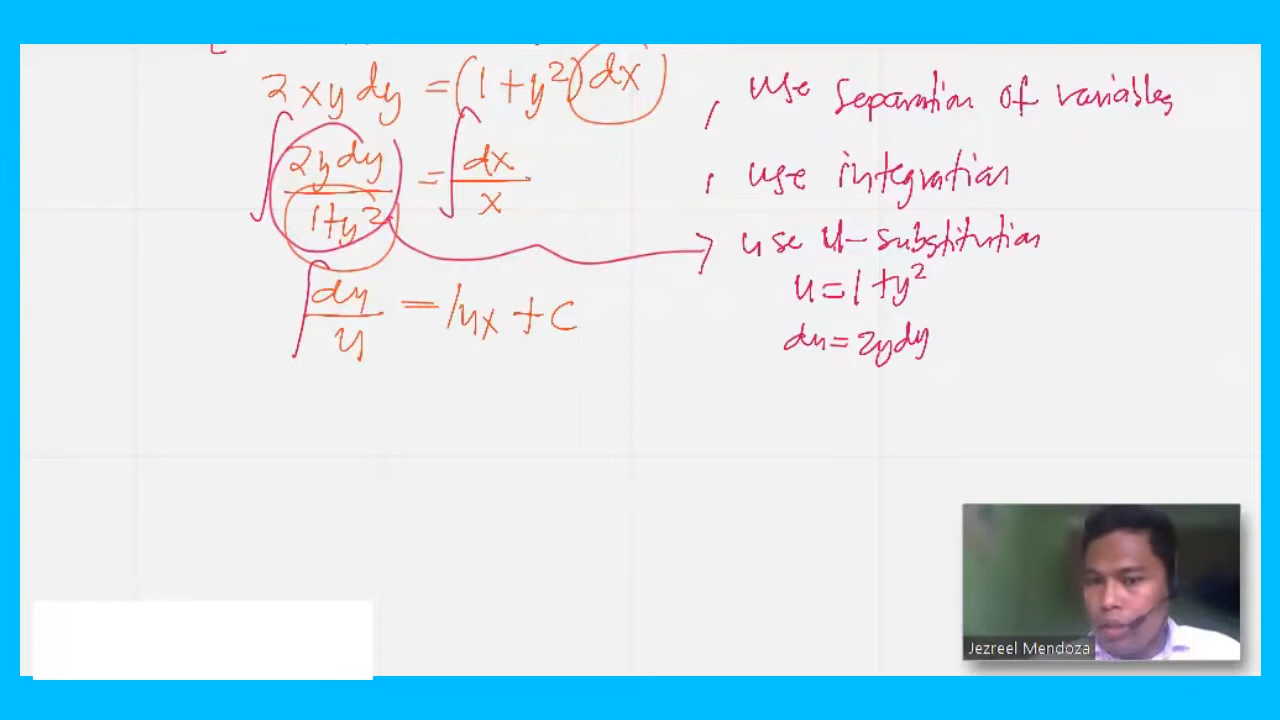 2xy dy = (1+y²) dx , use separation of variables
∫ 2y dy / 1+y² = ∫ dx / x , use integration
use u-substitution
u = 1+y²
∫ du / u = ln x + C
du = 2y dy
Jezreel Mendoza